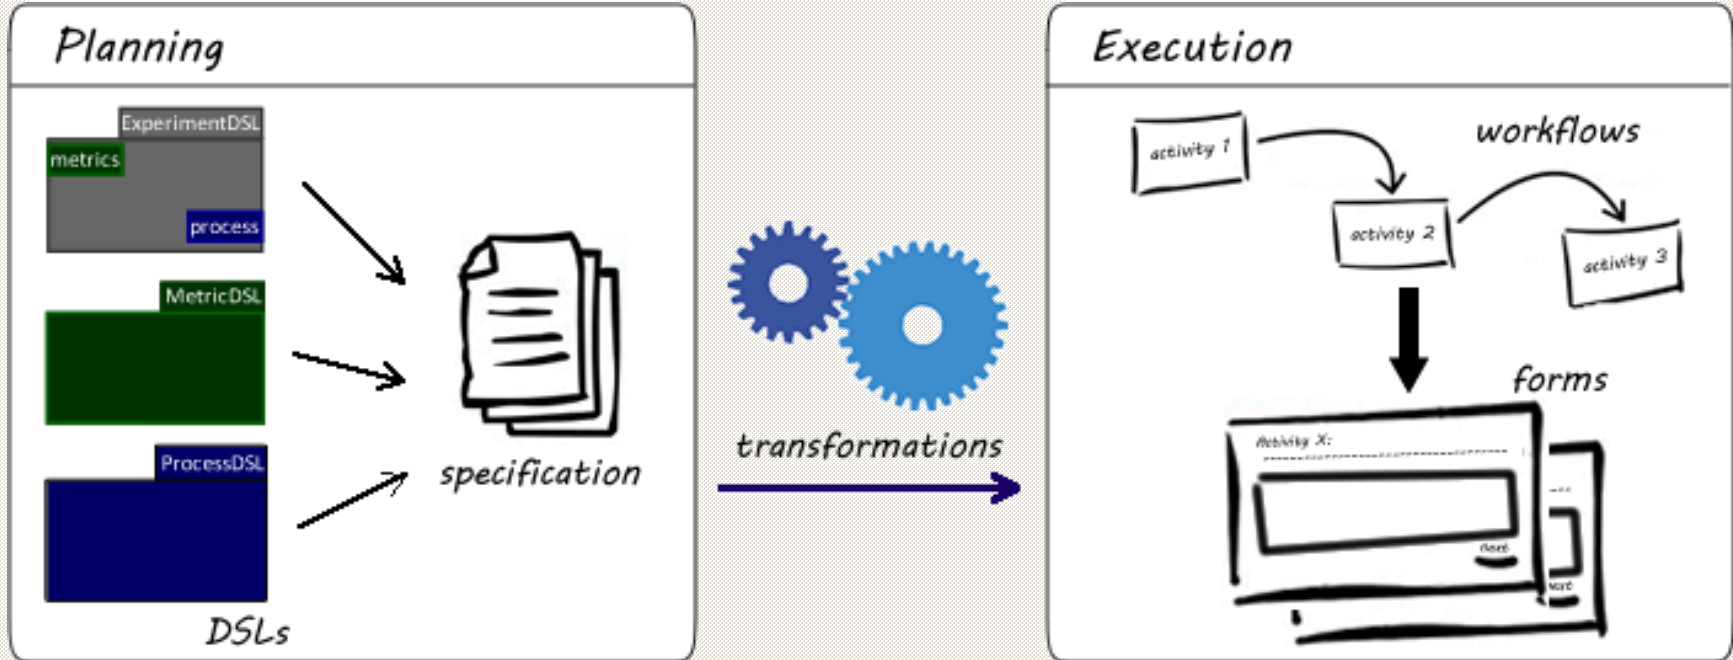 Planning
ExperimentDSL
metrics
process
MetricDSL
ProcessDSL
DSLs
specification
transformations
Execution
activity 1
workflows
activity 2
activity 3
forms
Activity X:
Next
Next